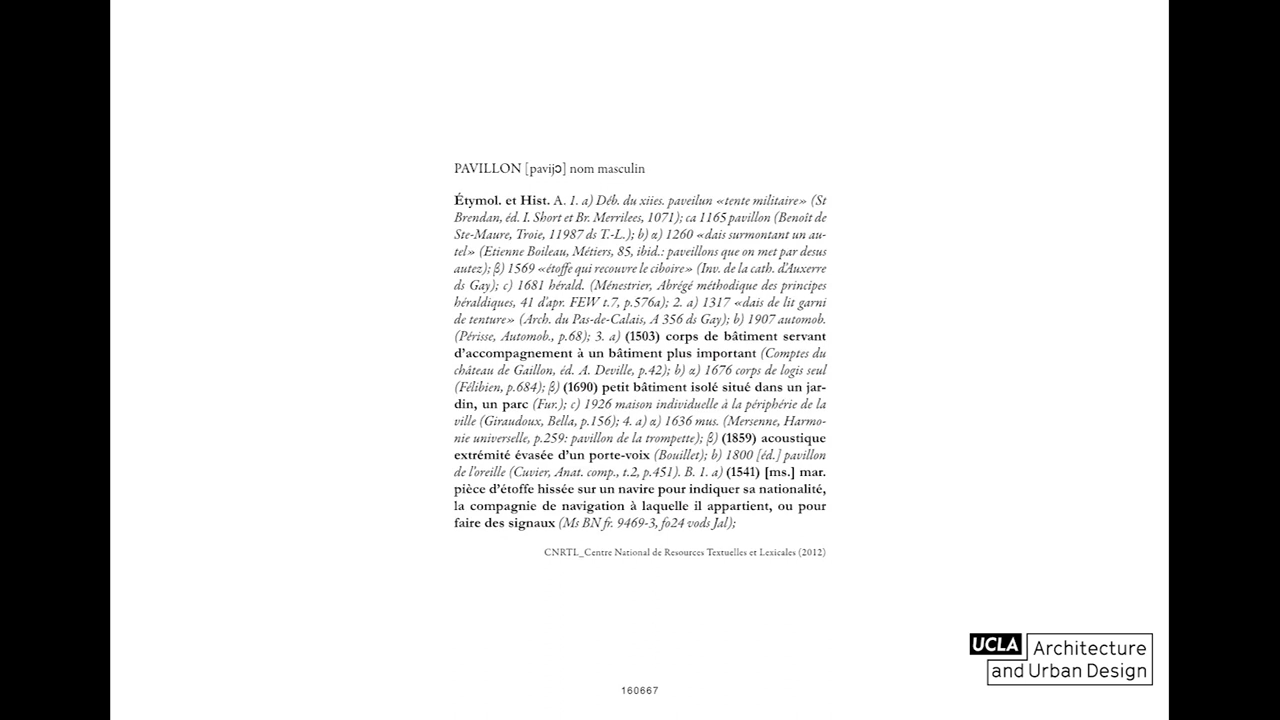 PAVILLON [pavijɔ] nom masculin
Étymol. et Hist. A. 1. a) Déb. du xiies. paveilun «tente militaire» (St
Brendan, éd. I. Short et Br. Merrilees, 1071); ca 1165 pavillon (Benoît de
Ste-Maure, Troie, 11987 ds T.-L.); b) α) 1260 «dais surmontant un au-
tel» (Etienne Boileau, Métiers, 85, ibid.: paveillons que on met par desus
autez); β) 1569 «étoffe qui recouvre le ciboire» (Inv. de la cath. d'Auxerre
ds Gay); c) 1681 hérald. (Ménestrier, Abrégé méthodique des principes
héraldiques, 41 d'apr. FEW t.7, p.576a); 2. a) 1317 «dais de lit garni
de tenture» (Arch. du Pas-de-Calais, A 356 ds Gay); b) 1907 automob.
(Périsse, Automob., p.68); 3. a) (1503) corps de bâtiment servant
d'accompagnement à un bâtiment plus important (Comptes du
château de Gaillon, éd. A. Deville, p.42); b) α) 1676 corps de logis seul
(Félibien, p.684); β) (1690) petit bâtiment isolé situé dans un jar-
din, un parc (Fur.); c) 1926 maison individuelle à la périphérie de la
ville (Giraudoux, Bella, p.156); 4. a) α) 1636 mus. (Mersenne, Harmo-
nie universelle, p.259: pavillon de la trompette); β) (1859) acoustique
extrémité évasée d'un porte-voix (Bouillet); b) 1800 [éd.] pavillon
de l'oreille (Cuvier, Anat. comp., t.2, p.451). B. 1. a) (1541) [ms.] mar.
pièce d'étoffe hissée sur un navire pour indiquer sa nationalité,
la compagnie de navigation à laquelle il appartient, ou pour
faire des signaux (Ms BN fr. 9469-3, fo24 vods Jal);
CNRTL_Centre National de Resources Textuelles et Lexicales (2012)
UCLA Architecture
and Urban Design
160667